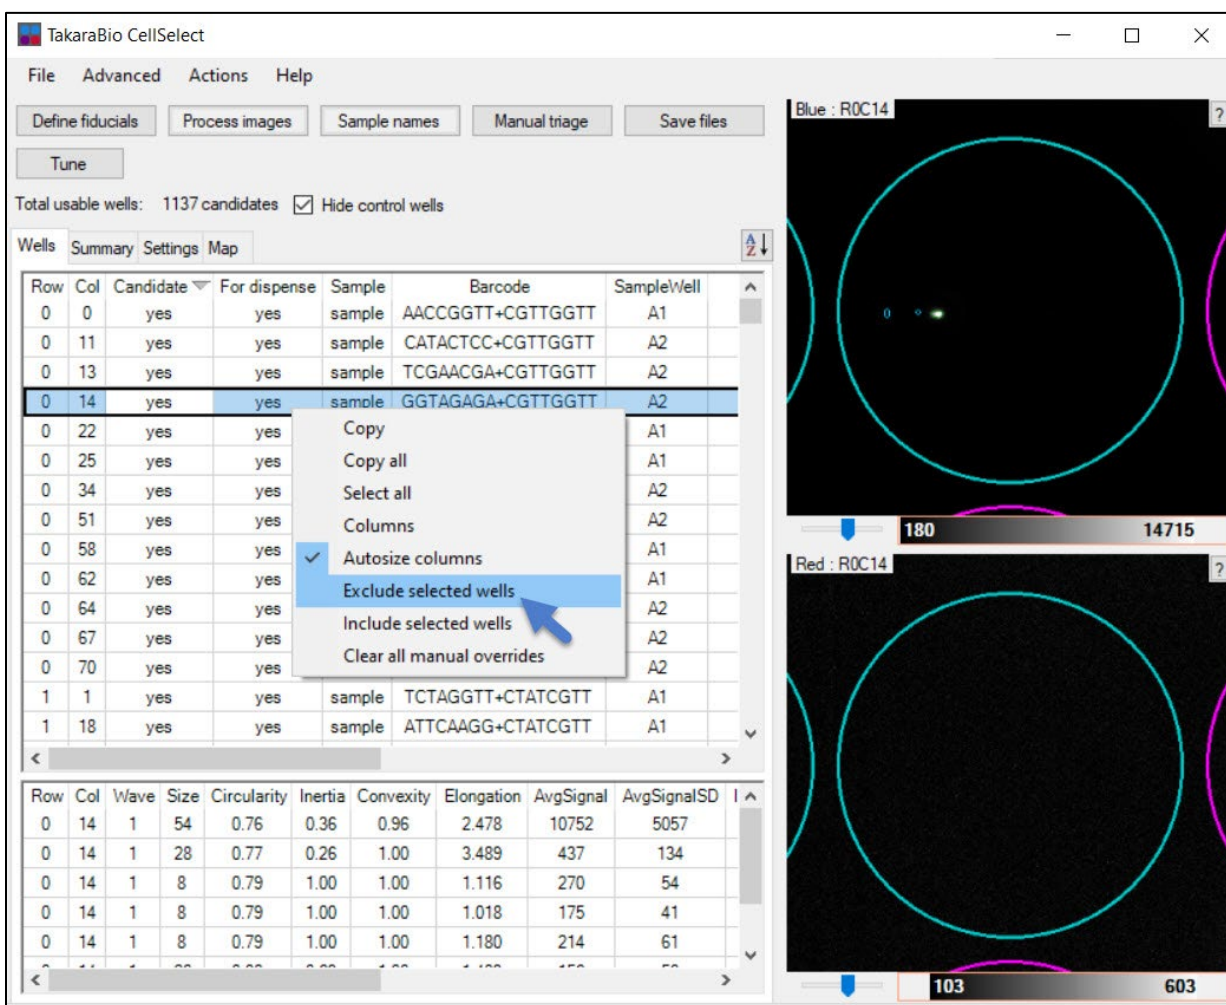 TakaraBio CellSelect
File Advanced Actions Help
Define fiducials Process images Sample names Manual triage Save files
Tune
Total usable wells: 1137 candidates Hide control wells
Wells Summary Settings Map
Row Col Candidate For dispense Sample Barcode SampleWell
0 0 yes yes sample AACCGGTT+CGTTGGTT A1
0 11 yes yes sample CATACTCC+CGTTGGTT A2
0 13 yes yes sample TCGAACGA+CGTTGGTT A2
0 14 yes yes sample GGTAGAGA+CGTTGGTT A2
0 22 yes yes A1
0 25 yes yes A1
0 34 yes yes A2
0 51 yes yes A2
0 58 yes yes A1
0 62 yes yes A1
0 64 yes yes A2
0 67 yes yes A2
0 70 yes yes A2
1 1 yes yes sample TCTAGGTT+CTATCGTT A1
1 18 yes yes sample ATTCAAGG+CTATCGTT A1
Copy
Copy all
Select all
Columns
Autosize columns
Exclude selected wells
Include selected wells
Clear all manual overrides
Row Col Wave Size Circularity Inertia Convexity Elongation AvgSignal AvgSignalSD
0 14 1 54 0.76 0.36 0.96 2.478 10752 5057
0 14 1 28 0.77 0.26 1.00 3.489 437 134
0 14 1 8 0.79 1.00 1.00 1.116 270 54
0 14 1 8 0.79 1.00 1.00 1.018 175 41
0 14 1 8 0.79 1.00 1.00 1.180 214 61
Blue : R0C14
?
180 14715
Red : R0C14
?
103 603